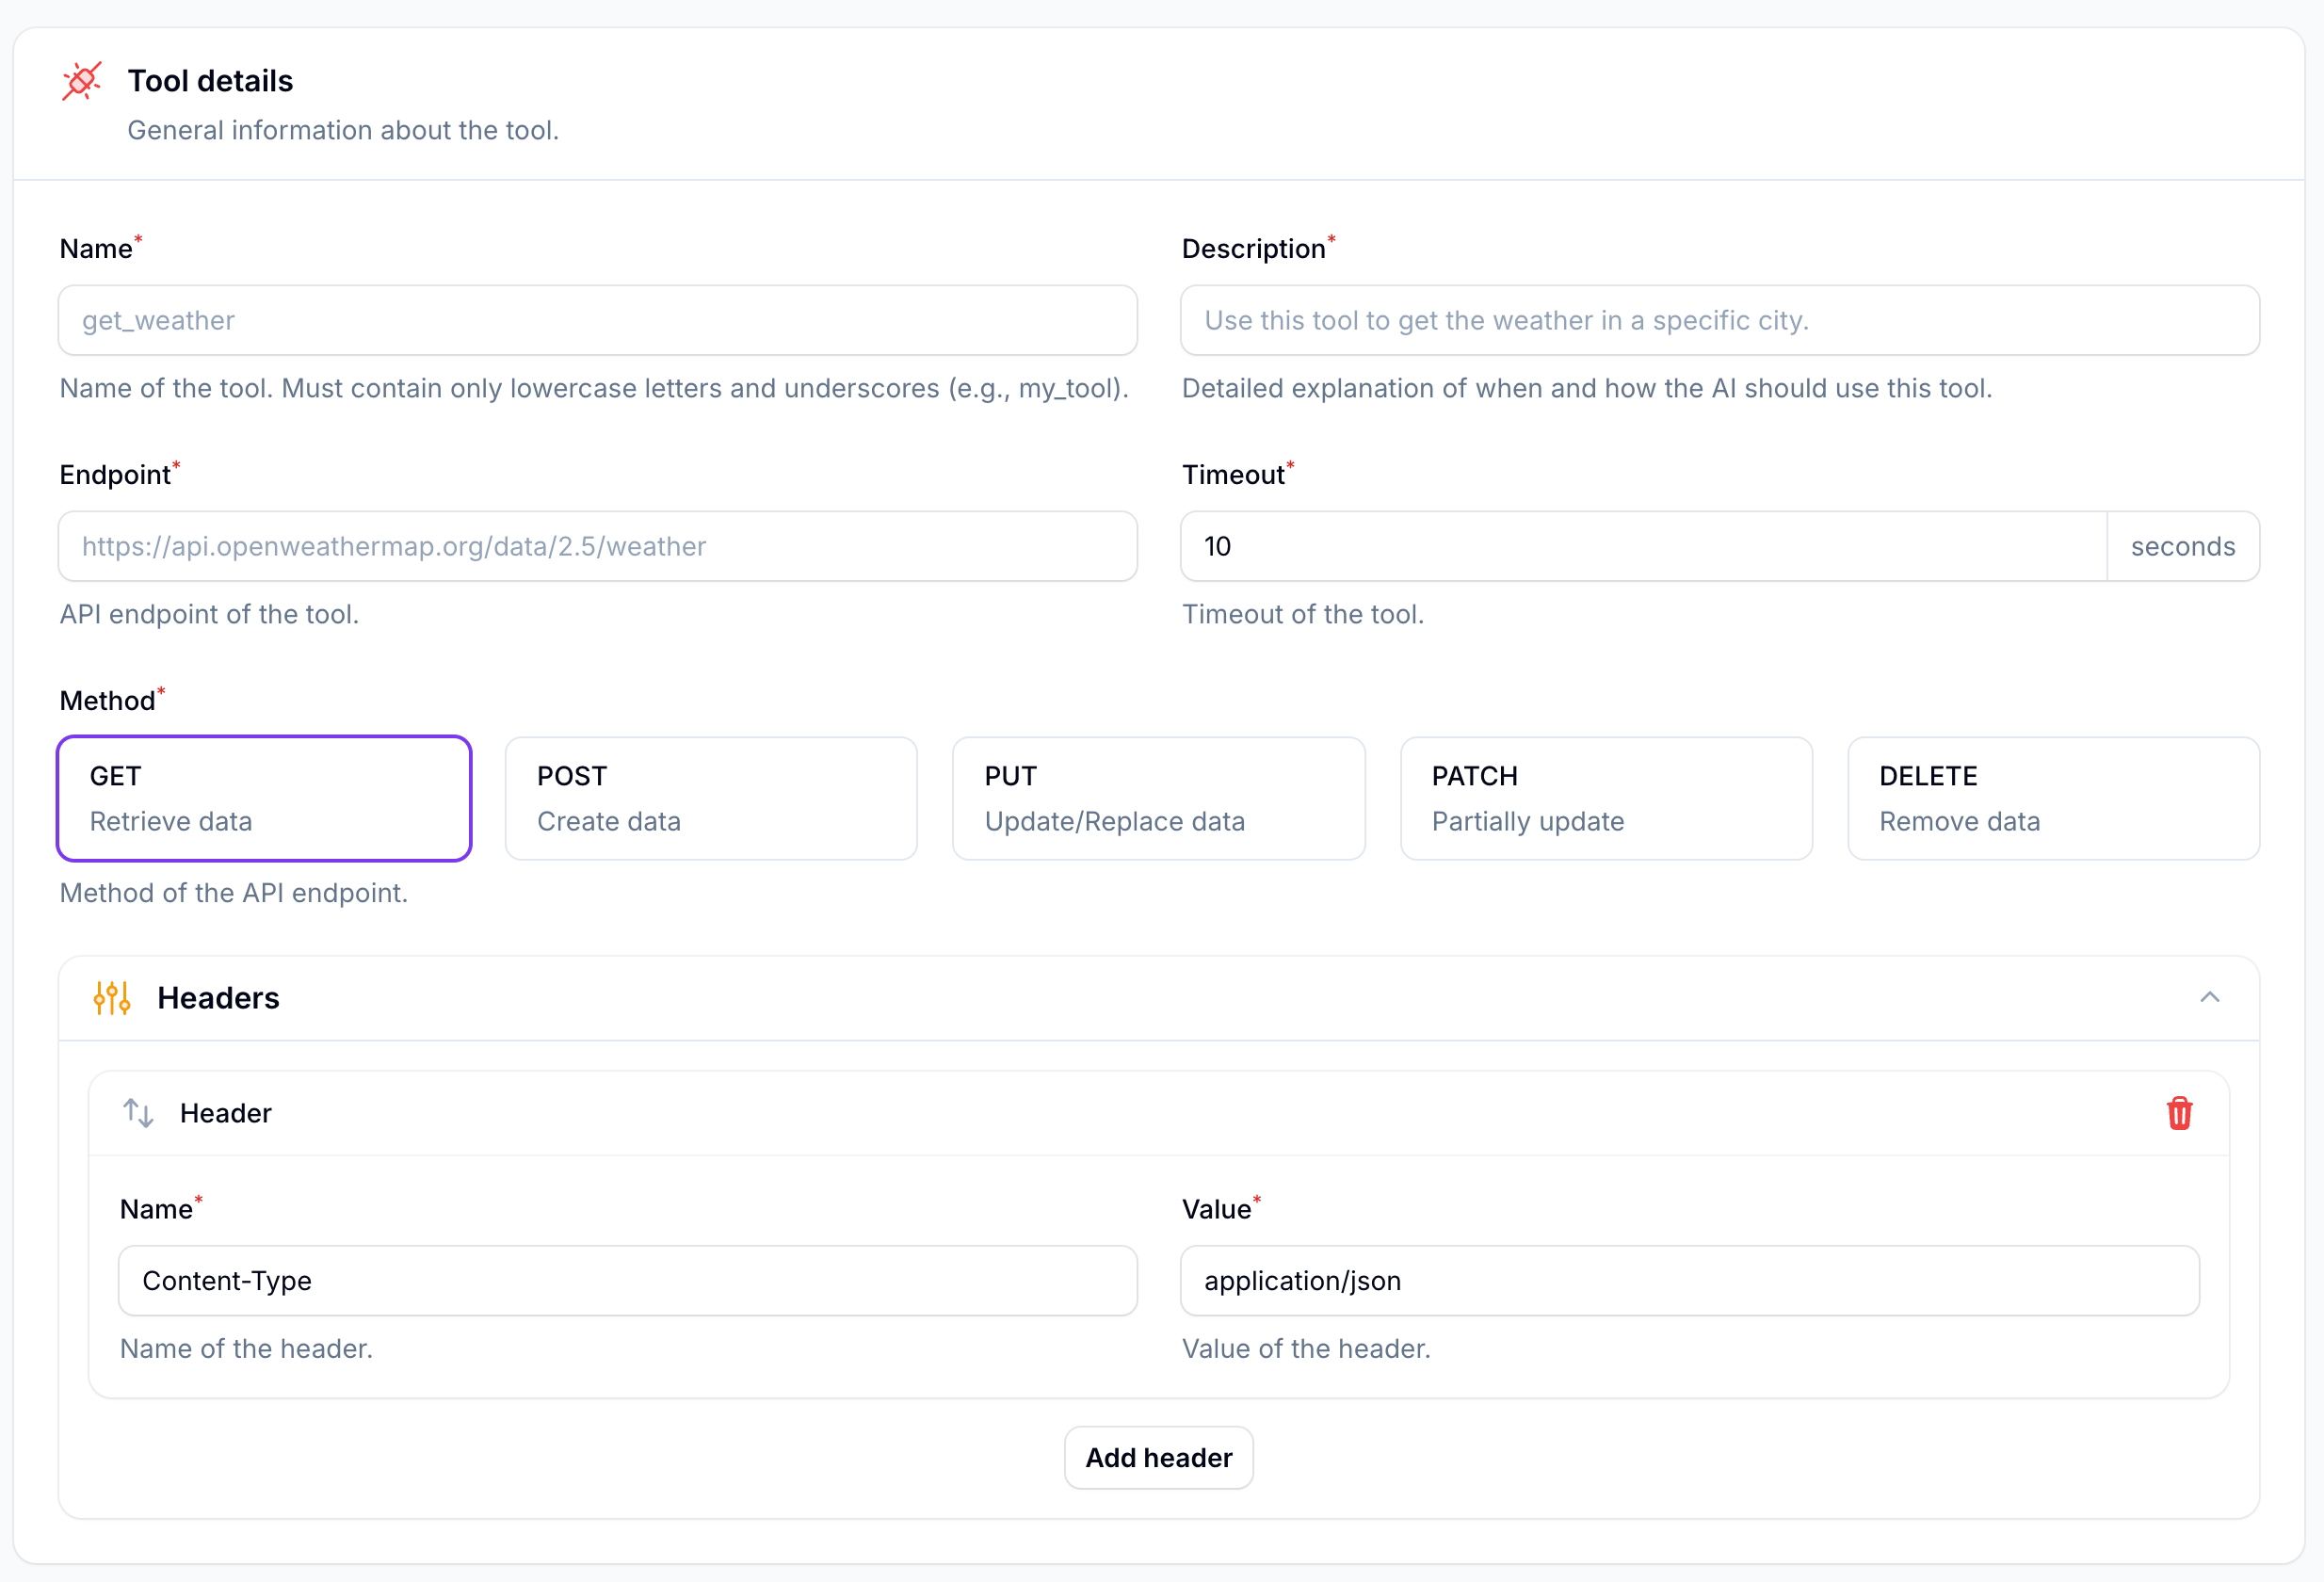 Tool details
General information about the tool.
Name*
Description*
get_weather
Use this tool to get the weather in a specific city.
Name of the tool. Must contain only lowercase letters and underscores (e.g., my_tool).
Detailed explanation of when and how the AI should use this tool.
Endpoint*
Timeout*
https://api.openweathermap.org/data/2.5/weather
10
seconds
API endpoint of the tool.
Timeout of the tool.
Method*
GET
Retrieve data
POST
Create data
PUT
Update/Replace data
PATCH
Partially update
DELETE
Remove data
Method of the API endpoint.
Headers
Header
Name*
Value*
Content-Type
application/json
Name of the header.
Value of the header.
Add header